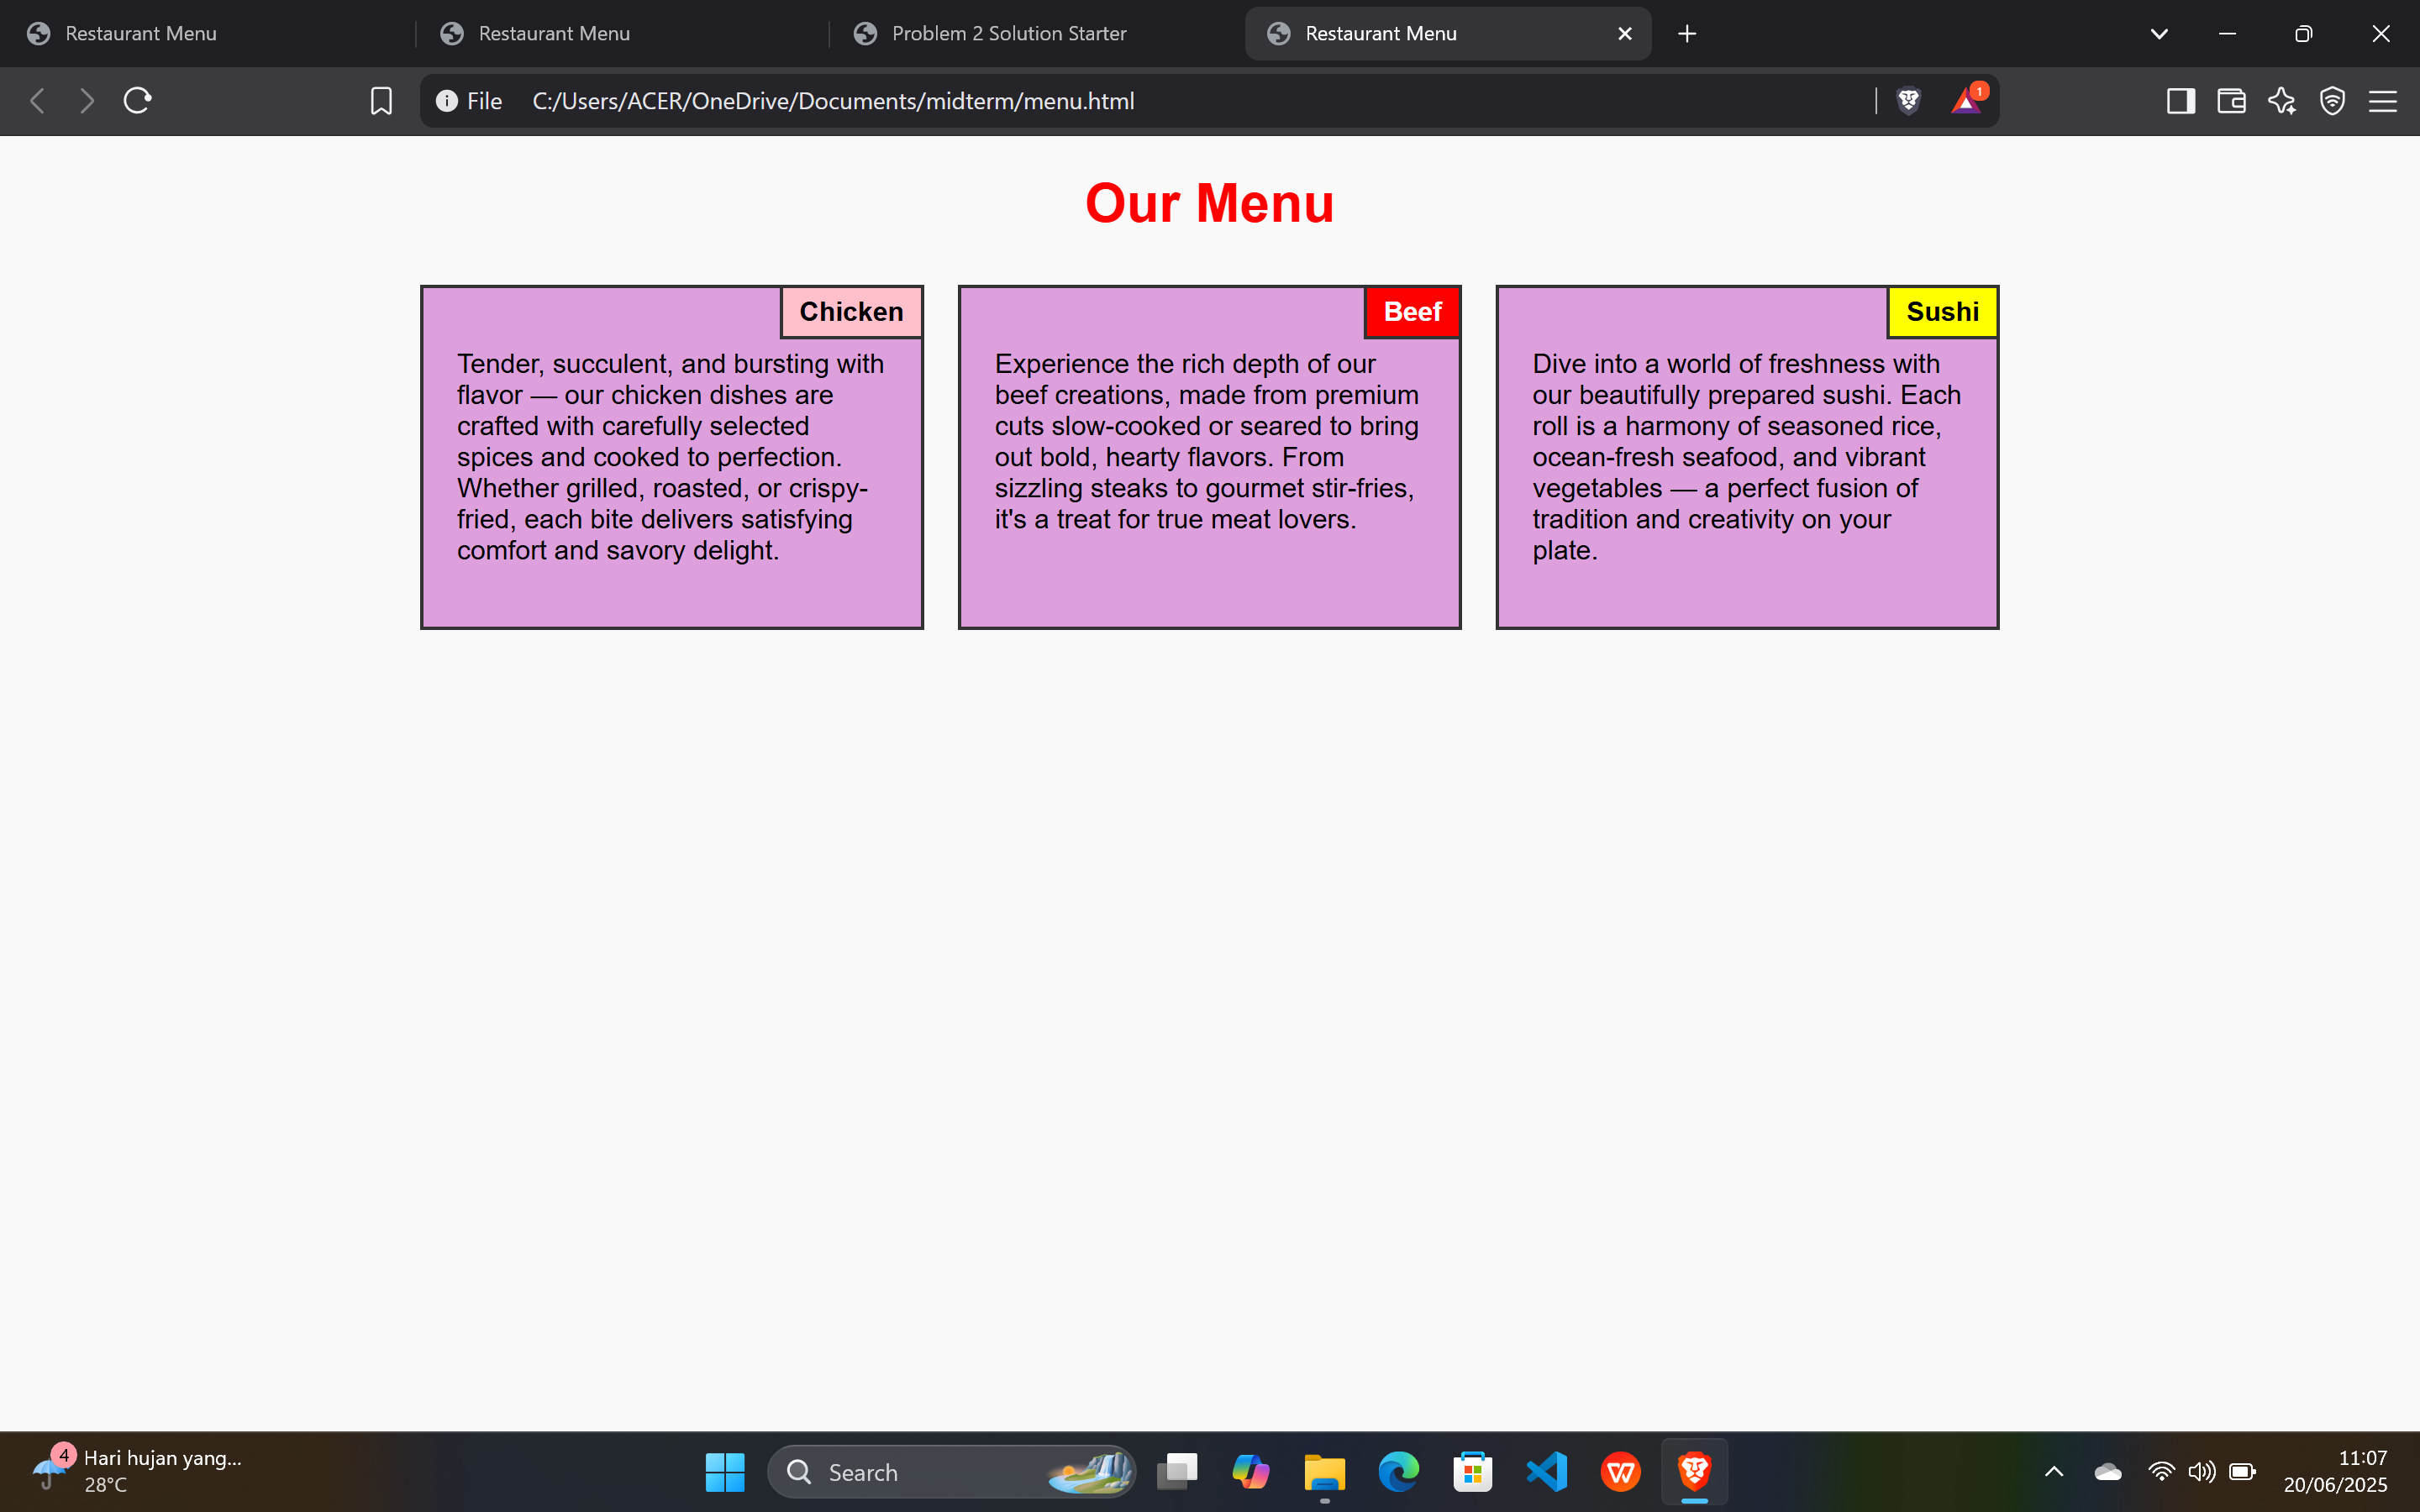 Restaurant Menu
Restaurant Menu
Problem 2 Solution Starter
Restaurant Menu
File C:/Users/ACER/OneDrive/Documents/midterm/menu.html
1
Our Menu
Chicken
Tender, succulent, and bursting with
flavor — our chicken dishes are
crafted with carefully selected
spices and cooked to perfection.
Whether grilled, roasted, or crispy-
fried, each bite delivers satisfying
comfort and savory delight.
Beef
Experience the rich depth of our
beef creations, made from premium
cuts slow-cooked or seared to bring
out bold, hearty flavors. From
sizzling steaks to gourmet stir-fries,
it's a treat for true meat lovers.
Sushi
Dive into a world of freshness with
our beautifully prepared sushi. Each
roll is a harmony of seasoned rice,
ocean-fresh seafood, and vibrant
vegetables — a perfect fusion of
tradition and creativity on your
plate.
4
Hari hujan yang...
28°C
Search
11:07
20/06/2025